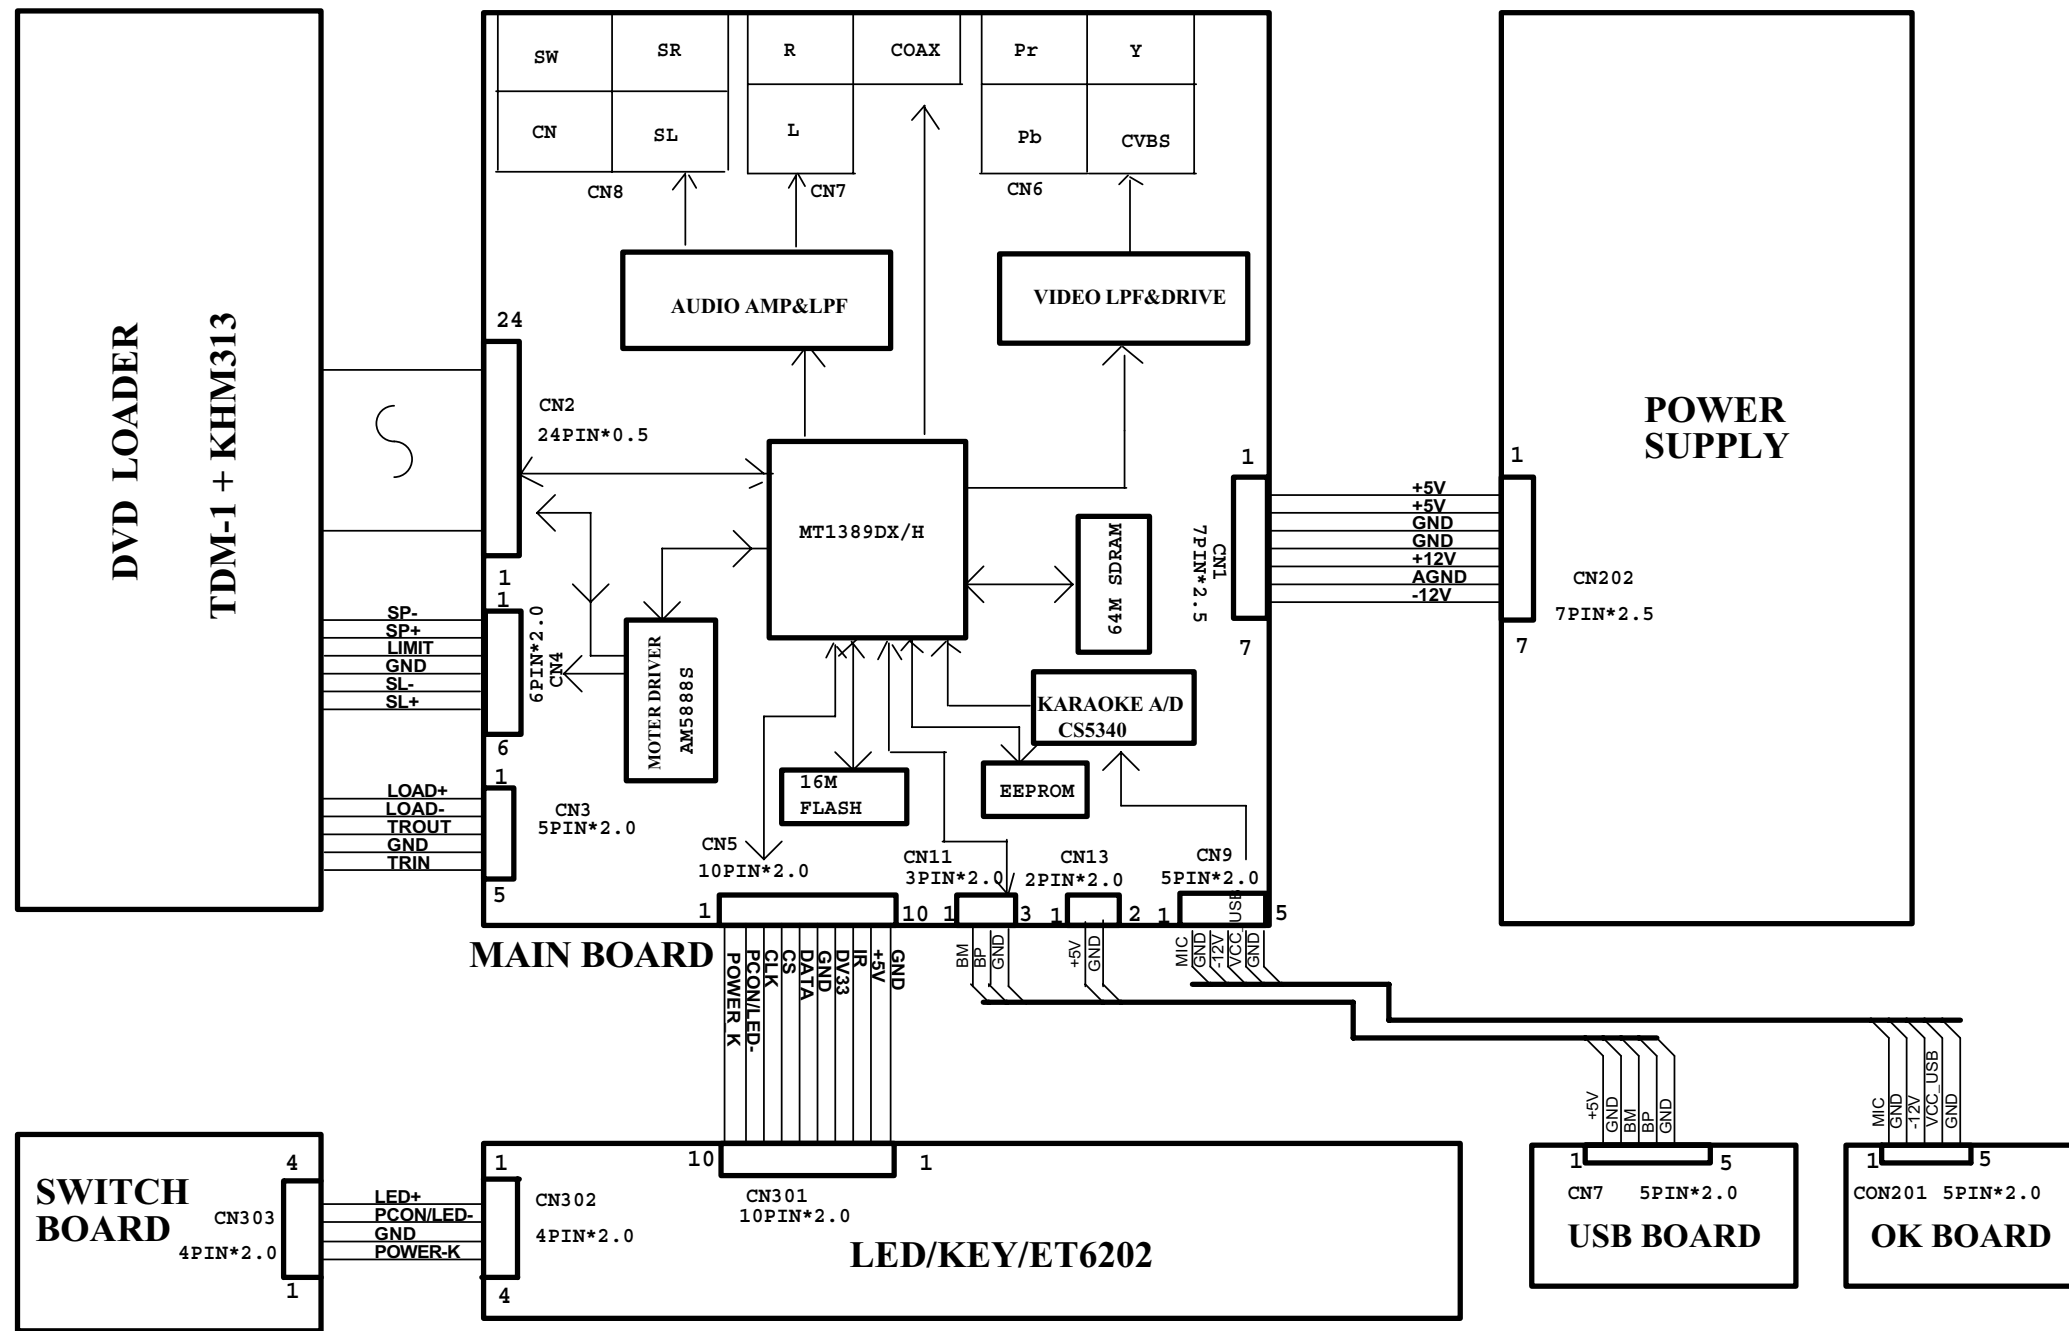 SW
SR
R
COAX
Pr
Y
CN
SL
L
Pb
CVBS
CN8
CN7
CN6
AUDIO AMP&LPF
VIDEO LPF&DRIVE
DVD LOADER
TDM-1 + KHM313
24
CN2
24PIN*0.5
1
MT1389DX/H
64M SDRAM
1
CN1
7PIN*2.5
7
+5V
+5V
GND
GND
+12V
AGND
-12V
1
CN202
7PIN*2.5
7
POWER
SUPPLY
SP-
SP+
LIMIT
GND
SL-
SL+
1
6PIN*2.0
CN4
6
MOTER DRIVER
AM5888S
KARAOKE A/D
CS5340
16M
FLASH
EEPROM
LOAD+
LOAD-
TROUT
GND
TRIN
1
CN3
5PIN*2.0
5
CN5
10PIN*2.0
1
10
CN11
3PIN*2.0
1
3
CN13
2PIN*2.0
1
2
CN9
5PIN*2.0
1
5
MAIN BOARD
POWER K
PCON/LED-
CLK
CS
DATA
GND
DV33
IR
+5V
GND
BM
BP
GND
+5V
GND
MIC
GND
-12V
VCC_USB
GND
+5V
GND
BM
BP
GND
MIC
GND
-12V
VCC_USB
GND
SWITCH
BOARD
4
CN303
4PIN*2.0
1
LED+
PCON/LED-
GND
POWER-K
1
CN302
4PIN*2.0
4
10
1
CN301
10PIN*2.0
LED/KEY/ET6202
1
5
CN7 5PIN*2.0
USB BOARD
1
5
CON201 5PIN*2.0
OK BOARD